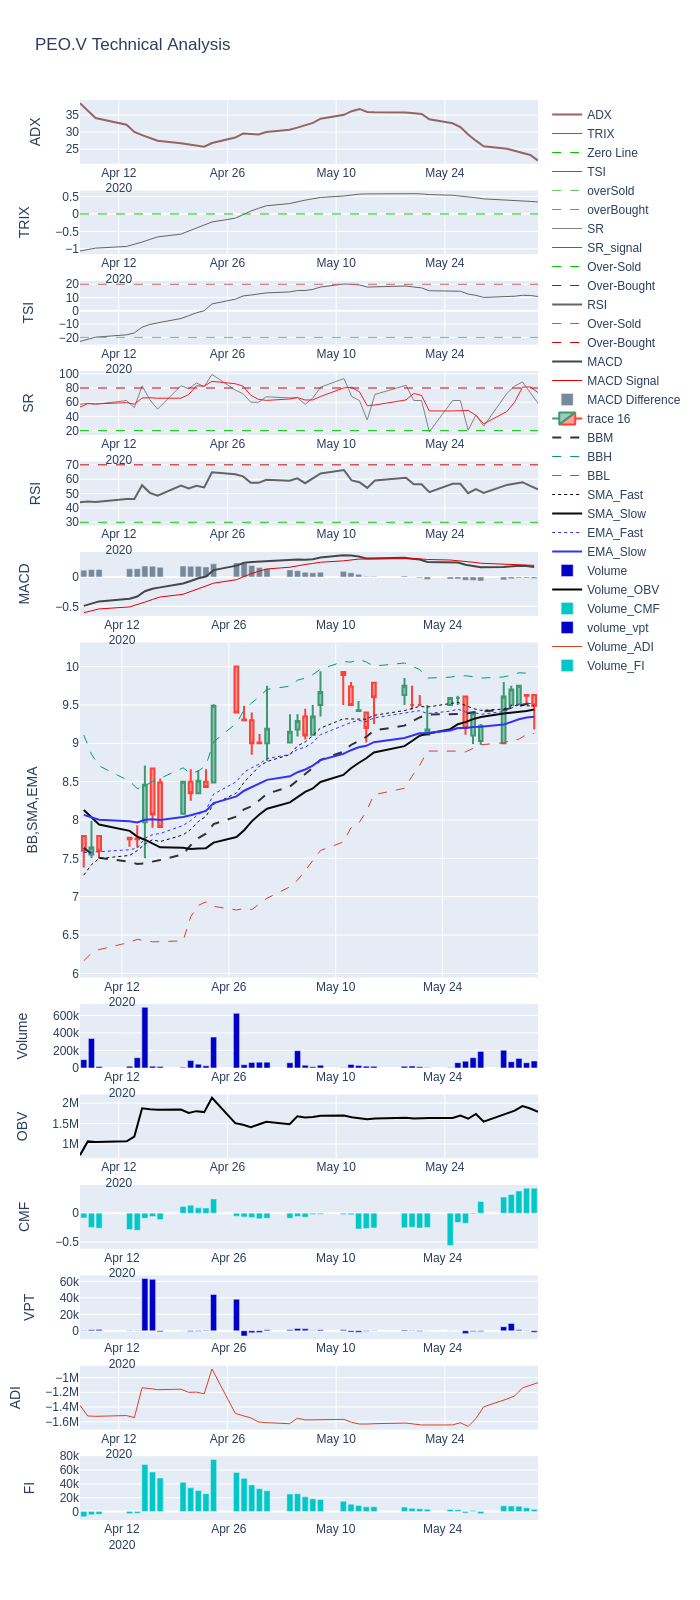 PEO.V Technical Analysis
ADX
35
30
25
Apr 12
2020
Apr 26
May 10
May 24
TRIX
0.5
0
−0.5
−1
Apr 12
2020
Apr 26
May 10
May 24
TSI
20
10
0
−10
−20
Apr 12
2020
Apr 26
May 10
May 24
SR
100
80
60
40
20
Apr 12
2020
Apr 26
May 10
May 24
RSI
70
60
50
40
30
Apr 12
2020
Apr 26
May 10
May 24
MACD
0
−0.5
Apr 12
2020
Apr 26
May 10
May 24
BB,SMA,EMA
10
9.5
9
8.5
8
7.5
7
6.5
6
Apr 12
2020
Apr 26
May 10
May 24
Volume
600k
400k
200k
0
Apr 12
2020
Apr 26
May 10
May 24
OBV
2M
1.5M
1M
Apr 12
2020
Apr 26
May 10
May 24
CMF
0
−0.5
Apr 12
2020
Apr 26
May 10
May 24
VPT
60k
40k
20k
0
Apr 12
2020
Apr 26
May 10
May 24
ADI
−1M
−1.2M
−1.4M
−1.6M
Apr 12
2020
Apr 26
May 10
May 24
FI
80k
60k
40k
20k
0
Apr 12
2020
Apr 26
May 10
May 24
ADX
TRIX
Zero Line
TSI
overSold
overBought
SR
SR_signal
Over-Sold
Over-Bought
RSI
Over-Sold
Over-Bought
MACD
MACD Signal
MACD Difference
trace 16
BBM
BBH
BBL
SMA_Fast
SMA_Slow
EMA_Fast
EMA_Slow
Volume
Volume_OBV
Volume_CMF
volume_vpt
Volume_ADI
Volume_FI